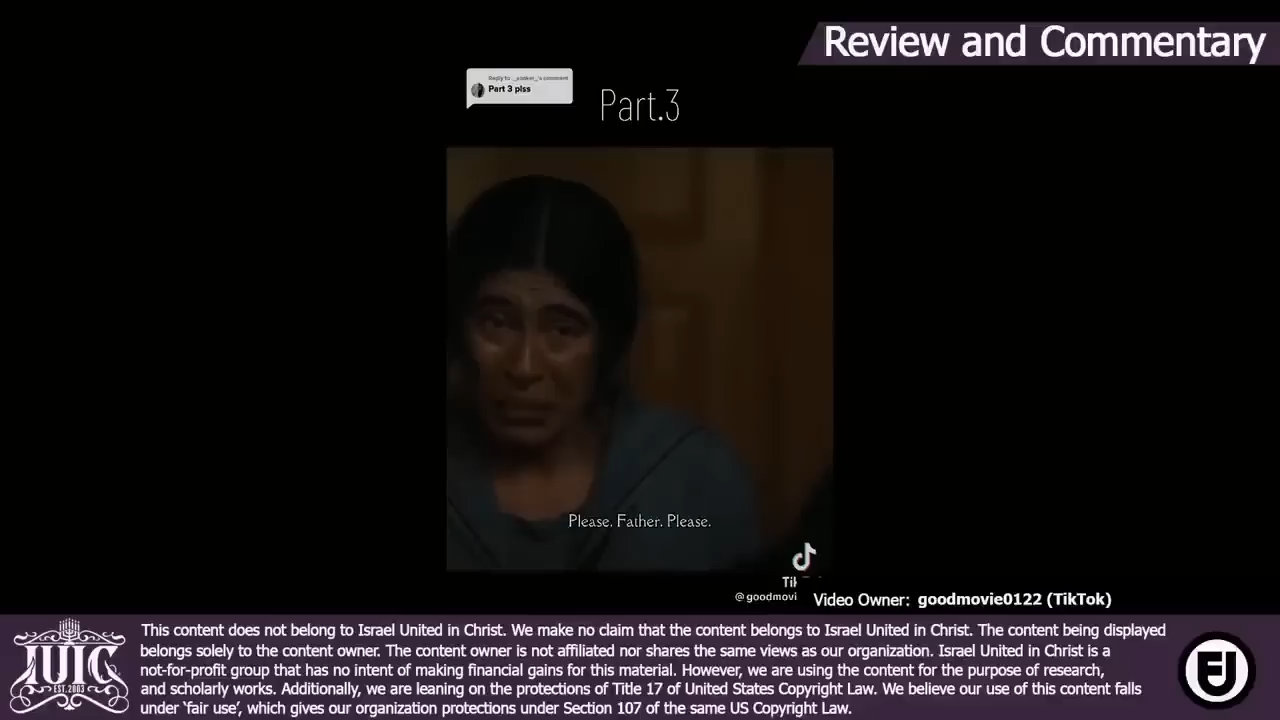 Review and Commentary
Part 3 plss
Part.3
Please. Father. Please.
@goodmovi
Video Owner: goodmovie0122 (TikTok)
This content does not belong to Israel United in Christ. We make no claim that the content belongs to Israel United in Christ. The content being displayed
belongs solely to the content owner. The content owner is not affiliated nor shares the same views as our organization. Israel United in Christ is a
not-for-profit group that has no intent of making financial gains for this material. However, we are using the content for the purpose of research,
and scholarly works. Additionally, we are leaning on the protections of Title 17 of United States Copyright Law. We believe our use of this content falls
under 'fair use', which gives our organization protections under Section 107 of the same US Copyright Law.
IUIC
EST.2003